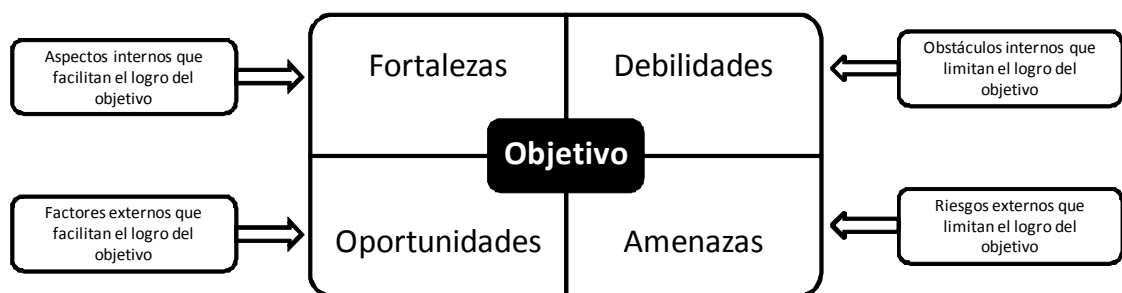 Aspectos internos que
facilitan el logro del
objetivo
Fortalezas
Debilidades
Obstáculos internos que
limitan el logro del
objetivo
Objetivo
Factores externos que
facilitan el logro del
objetivo
Oportunidades
Amenazas
Riesgos externos que
limitan el logro del
objetivo